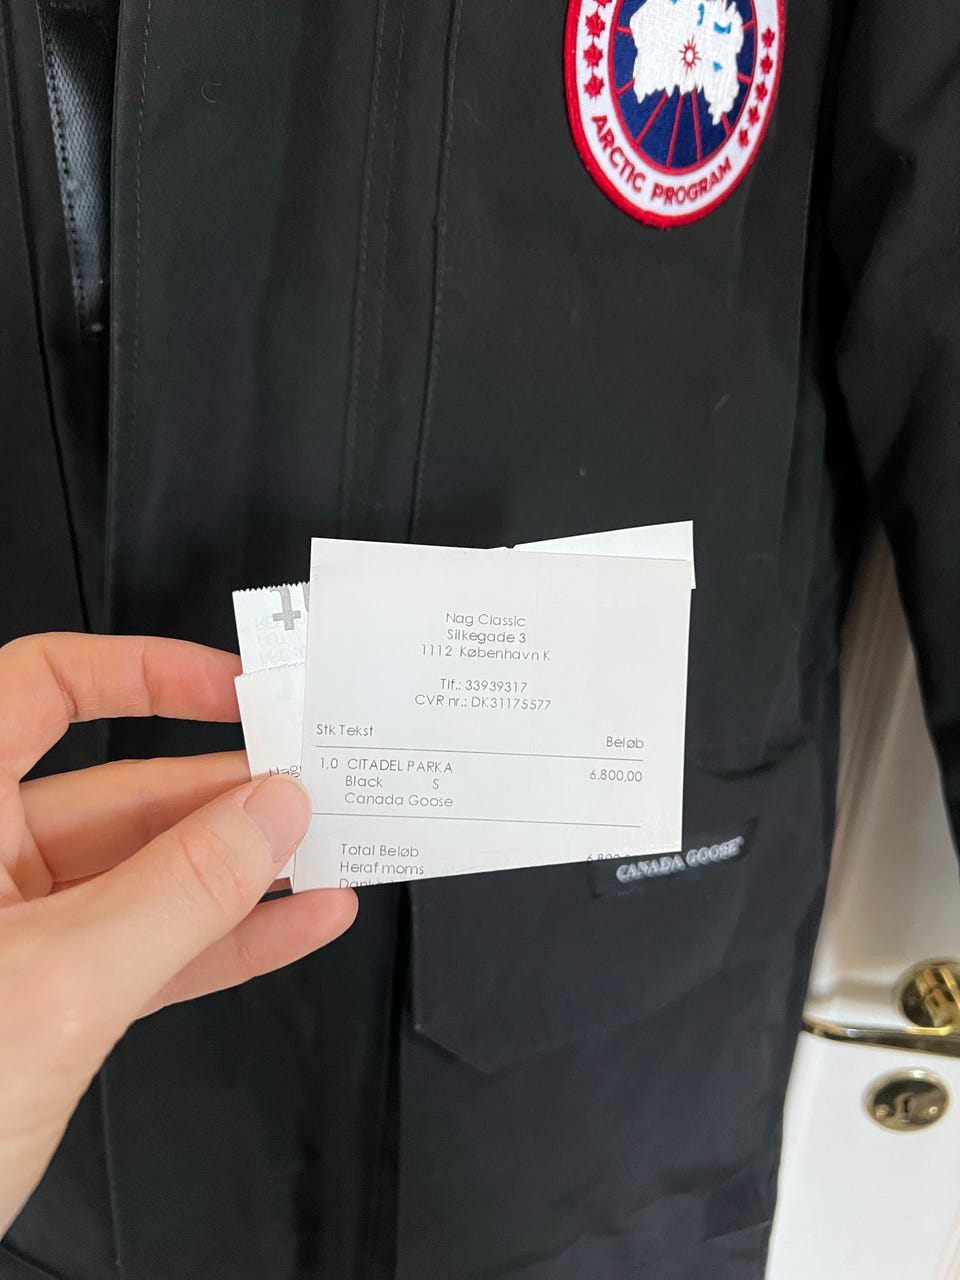 ARCTIC PROGRAM
Nag Classic
Silkegade 3
1112 København K
Tlf.: 33939317
CVR nr.: DK31175577
Stk Tekst Beløb
1,0 CITADEL PARKA 6.800,00
Black S
Canada Goose
Total Beløb
Heraf moms
CANADA GOOSE®